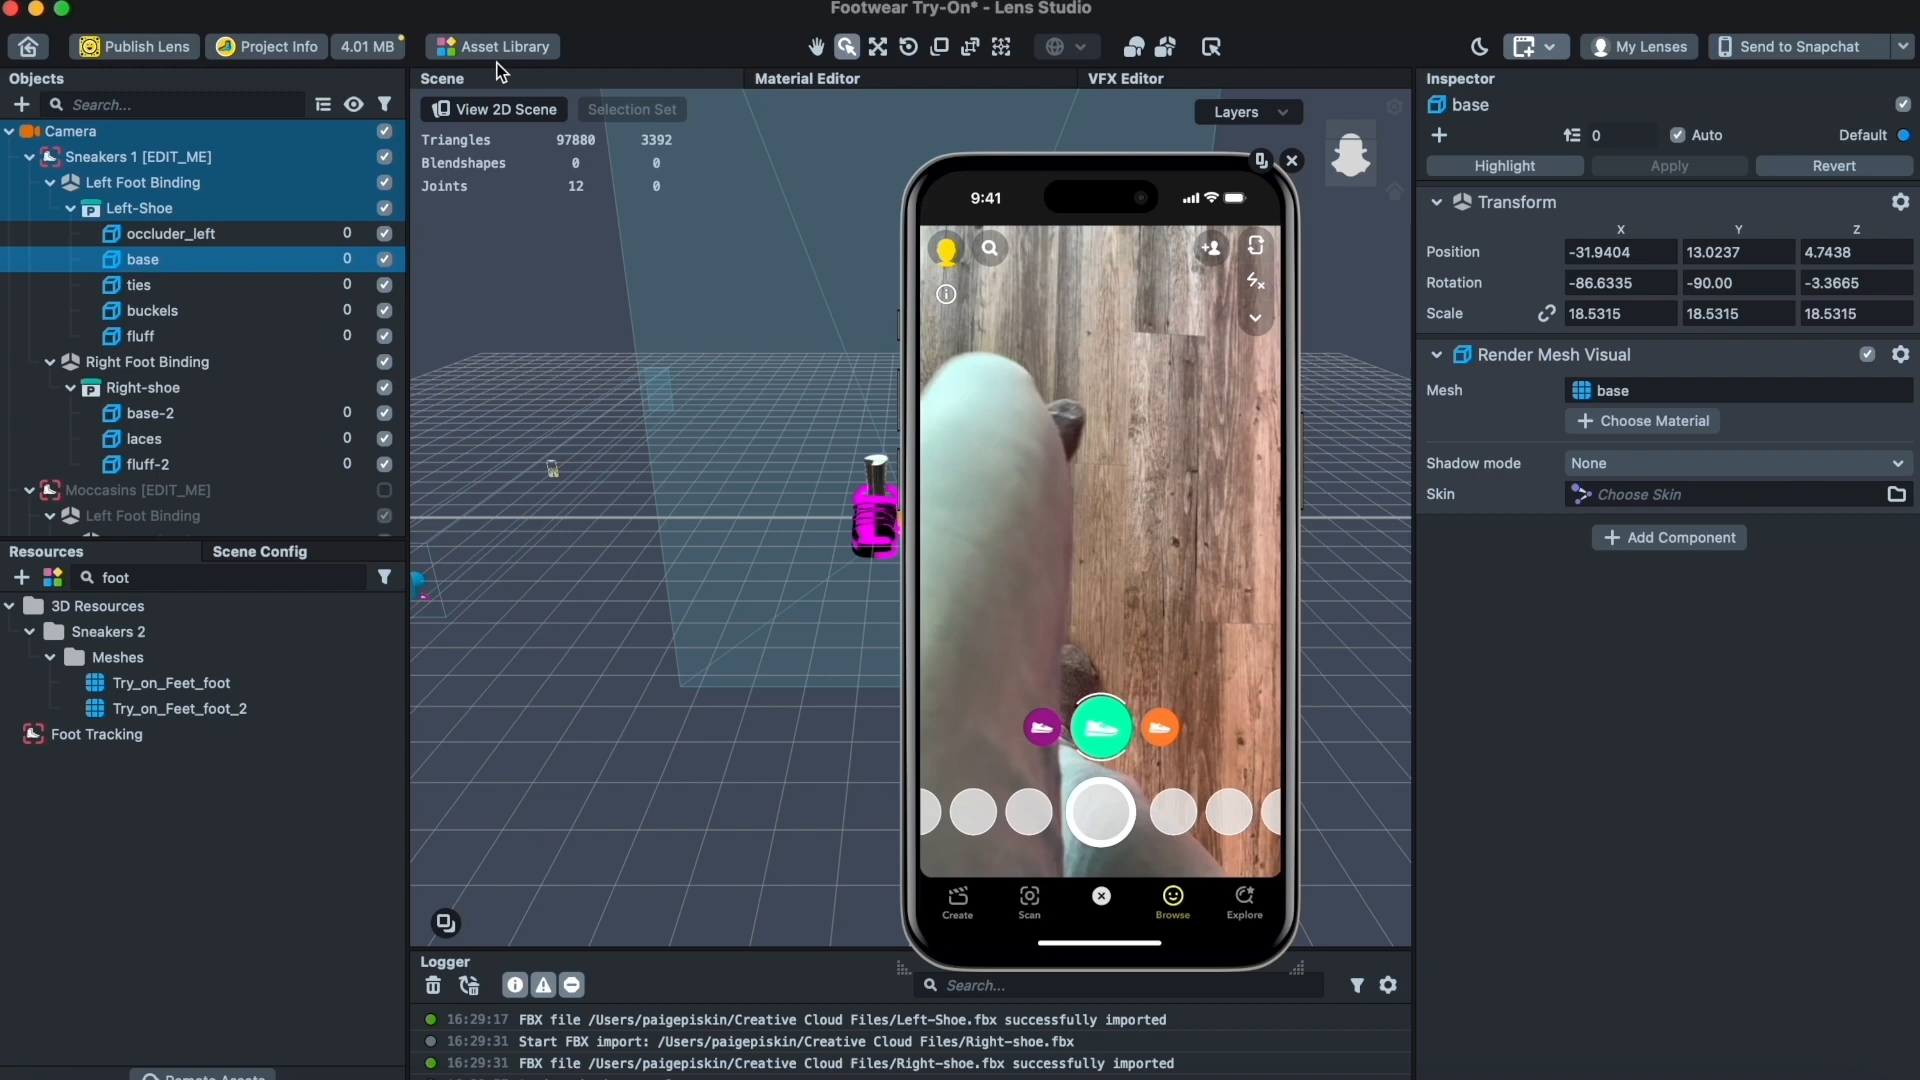 Footwear Try-On* - Lens Studio
Publish Lens
Project Info
4.01 MB
Asset Library
My Lenses
Send to Snapchat
Objects
Search...
Camera
Sneakers 1 [EDIT_ME]
Left Foot Binding
Left-Shoe
occluder_left 0
base 0
ties 0
buckels 0
fluff 0
Right Foot Binding
Right-shoe
base-2 0
laces 0
fluff-2 0
Moccasins [EDIT_ME]
Left Foot Binding
Resources
Scene Config
foot
3D Resources
Sneakers 2
Meshes
Try_on_Feet_foot
Try_on_Feet_foot_2
Foot Tracking
Remote Assets
Scene
Material Editor
VFX Editor
View 2D Scene
Selection Set
Layers
Triangles 97880 3392
Blendshapes 0 0
Joints 12 0
9:41
Create
Scan
Browse
Explore
Logger
Search...
16:29:17 FBX file /Users/paigepiskin/Creative Cloud Files/Left-Shoe.fbx successfully imported
16:29:31 Start FBX import: /Users/paigepiskin/Creative Cloud Files/Right-shoe.fbx
16:29:31 FBX file /Users/paigepiskin/Creative Cloud Files/Right-shoe.fbx successfully imported
Inspector
base
0
Auto
Default
Highlight
Apply
Revert
Transform
X Y Z
Position -31.9404 13.0237 4.7438
Rotation -86.6335 -90.00 -3.3665
Scale 18.5315 18.5315 18.5315
Render Mesh Visual
Mesh base
Choose Material
Shadow mode None
Skin Choose Skin
Add Component